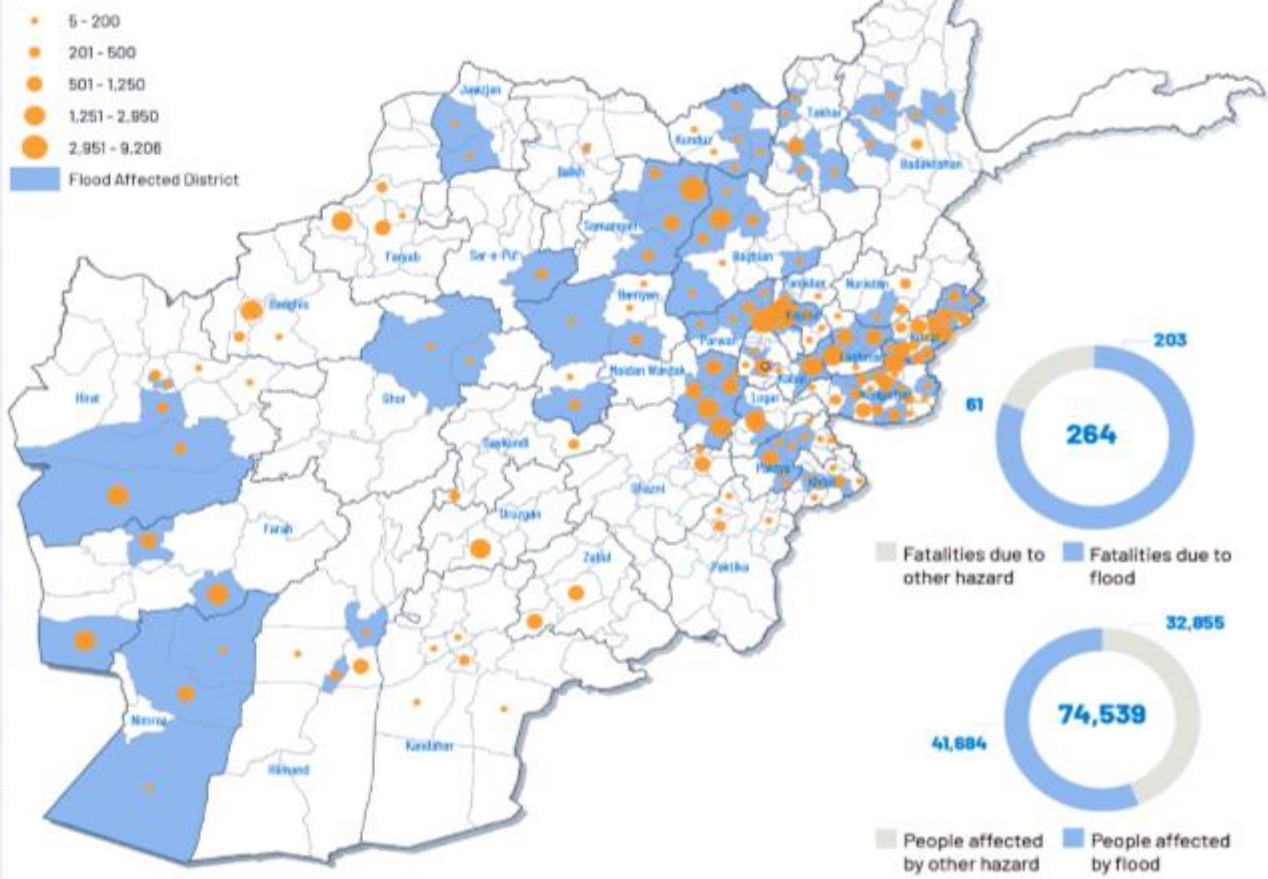 5 - 200
201 - 500
501 - 1,250
1,251 - 2,950
2,951 - 9,206
Flood Affected District
Jawzjan
Balkh
Kunduz
Takhar
Badakhshan
Samangan
Faryab
Sar-e-Pul
Baghlan
Bamyan
Panjsher
Nuristan
Badghis
Parwan
Kapisa
Kunar
Laghman
Hirat
Ghor
Maidan Wardak
Kabul
Nangarhar
Logar
Daykundi
Paktya
Khost
Ghazni
Uruzgan
Farah
Zabul
Paktika
Nimroz
Hilmand
Kandahar
203
61
264
Fatalities due to
other hazard
Fatalities due to
flood
32,855
74,539
41,684
People affected
by other hazard
People affected
by flood